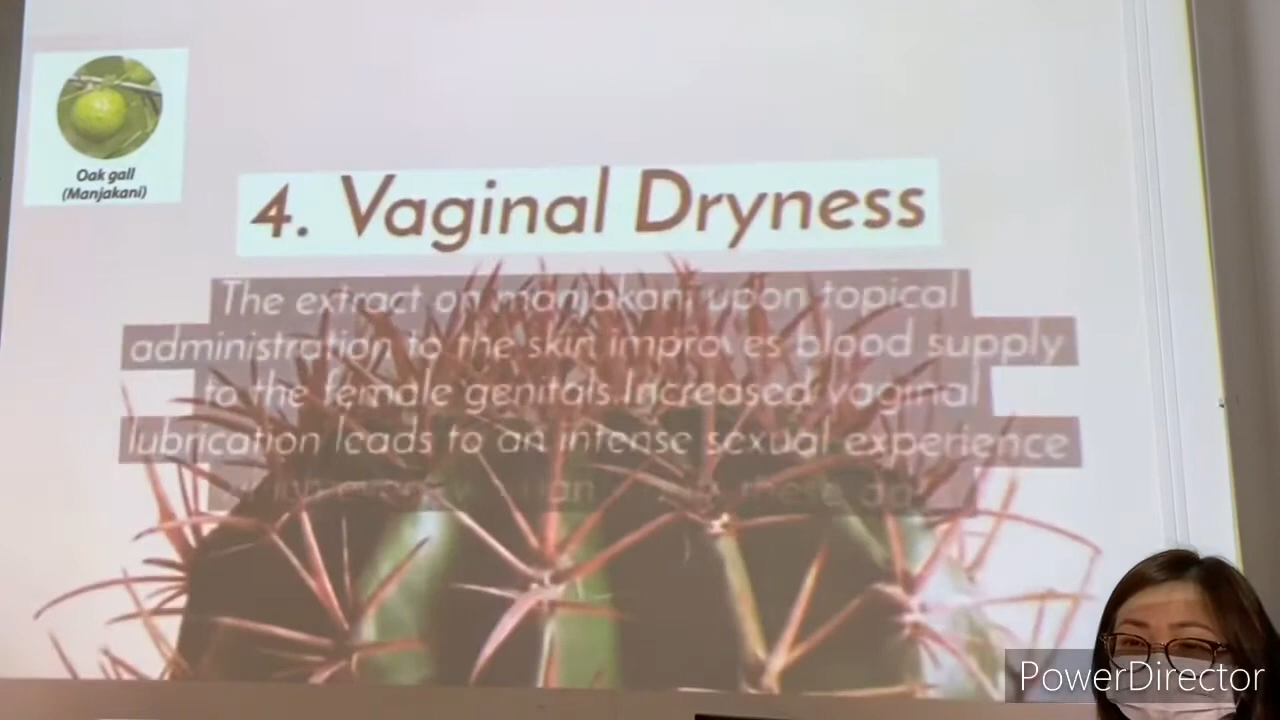 Oak gall
(Manjakani)
4. Vaginal Dryness
The extract on manjakani upon topical
administration to the skin improves blood supply
to the female genitals.Increased vaginal
lubrication leads to an intense sexual experience
PowerDirector